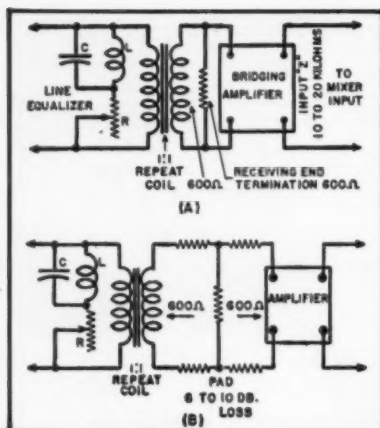 C
L
LINE
EQUALIZER
R
1:1
REPEAT
COIL
600Ω
BRIDGING
AMPLIFIER
RECEIVING END
TERMINATION 600Ω
INPUT "Z"
10 TO 20 KILOHMS
TO
MIXER
INPUT
(A)
C
L
R
1:1
REPEAT
COIL
600Ω
600Ω
PAD
6 TO 10 DB.
LOSS
AMPLIFIER
(B)